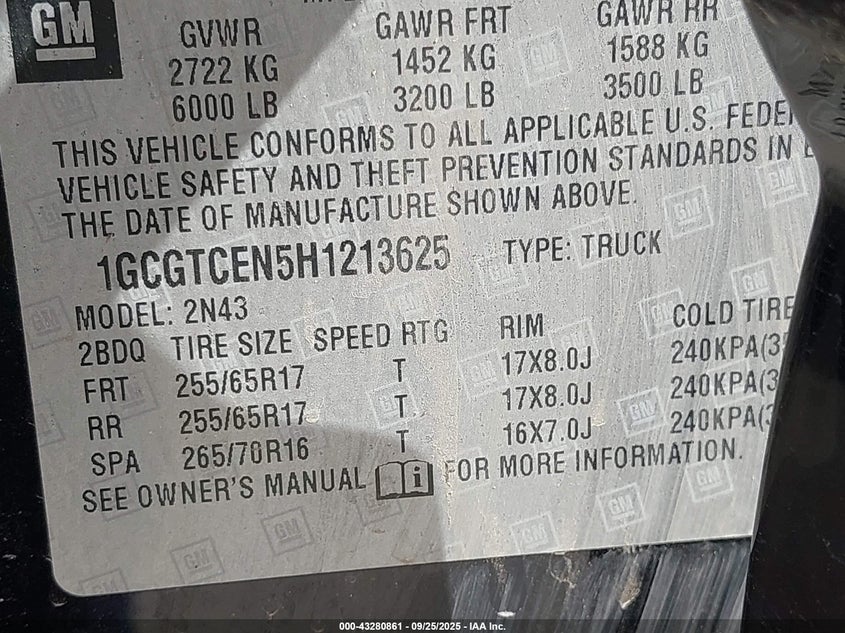 GM
GVWR GAWR FRT GAWR RR
2722 KG 1452 KG 1588 KG
6000 LB 3200 LB 3500 LB
THIS VEHICLE CONFORMS TO ALL APPLICABLE U.S. FEDE
VEHICLE SAFETY AND THEFT PREVENTION STANDARDS IN
THE DATE OF MANUFACTURE SHOWN ABOVE.
1GCGTCEN5H1213625 TYPE: TRUCK
MODEL: 2N43
2BDQ TIRE SIZE SPEED RTG RIM COLD TIRE
FRT 255/65R17 T 17X8.0J 240KPA(3
RR 255/65R17 T 17X8.0J 240KPA(3
SPA 265/70R16 T 16X7.0J 240KPA(3
SEE OWNER'S MANUAL i FOR MORE INFORMATION.
000-43280861 - 09/25/2025 - IAA Inc.